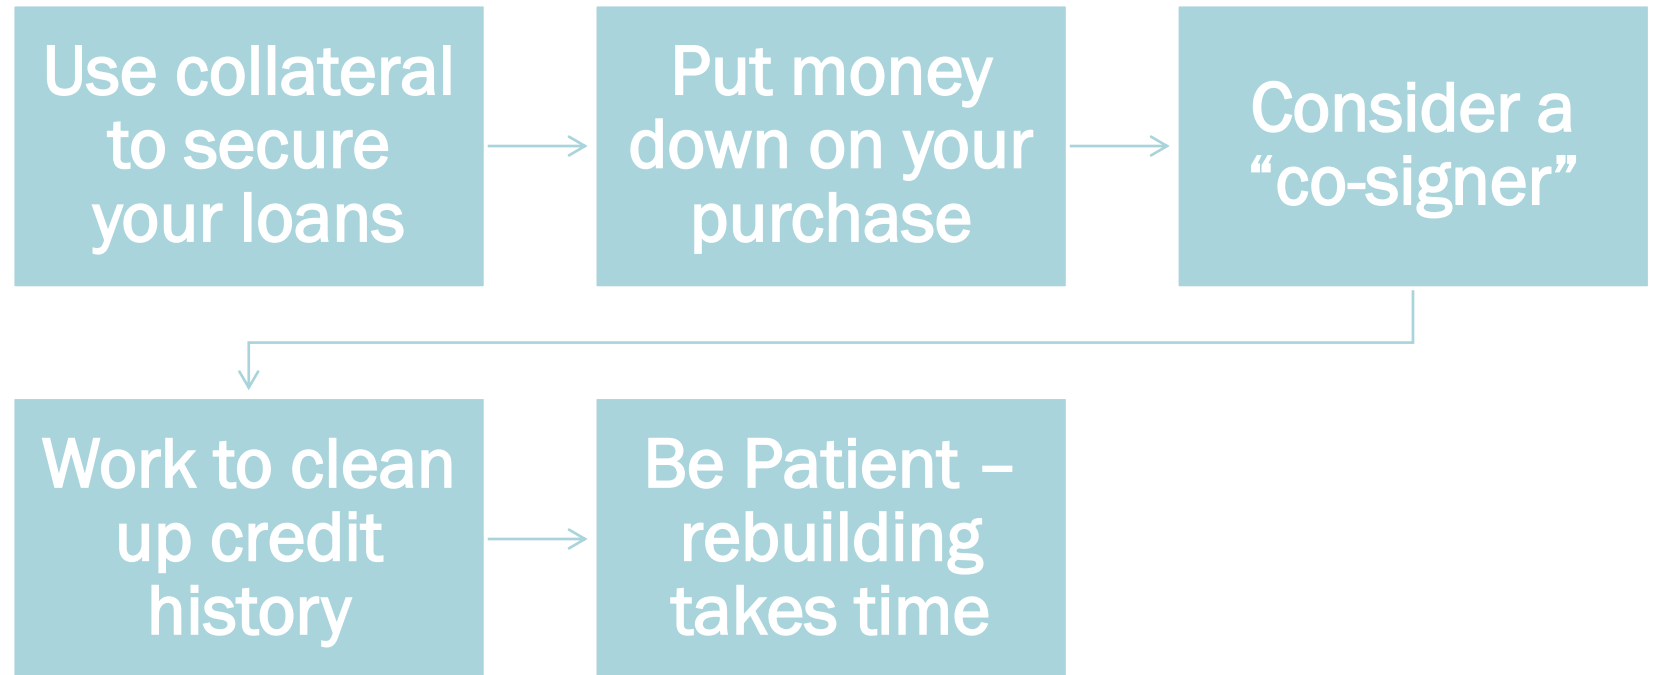 Use collateral
to secure
your loans
Put money
down on your
purchase
Consider a
“co-signer”
Work to clean
up credit
history
Be Patient –
rebuilding
takes time